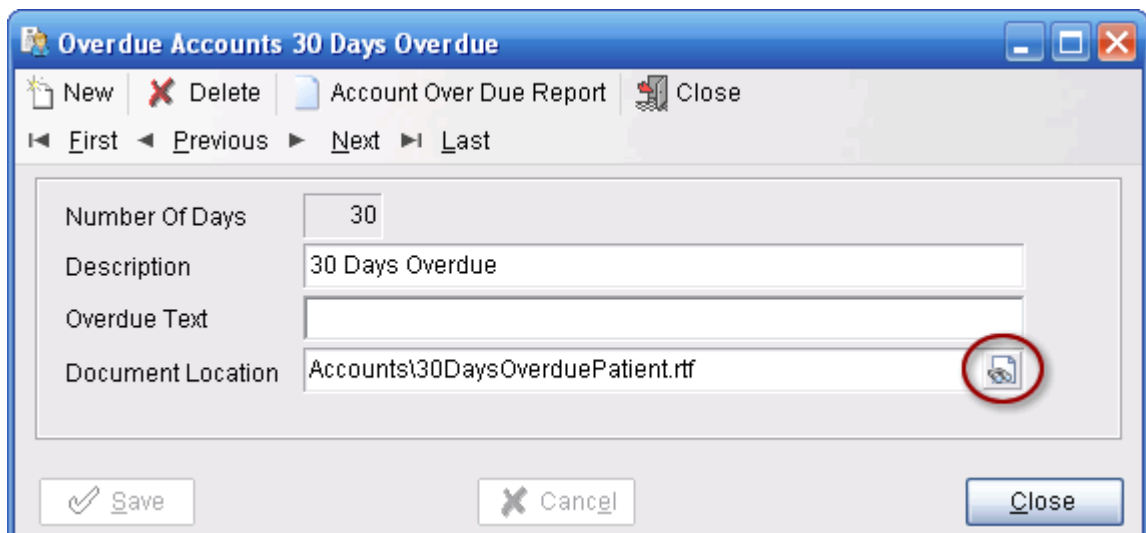 Overdue Accounts 30 Days Overdue
New Delete Account Over Due Report Close
First Previous Next Last
Number Of Days 30
Description 30 Days Overdue
Overdue Text
Document Location Accounts\30DaysOverduePatient.rtf
Save Cancel Close